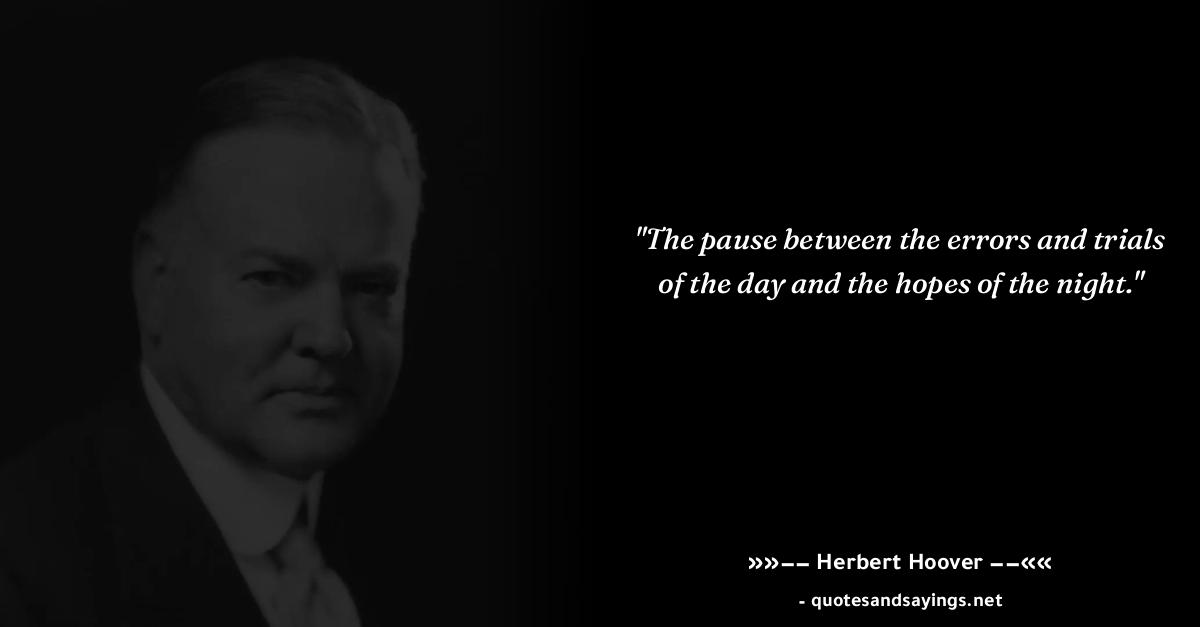 "The pause between the errors and trials
of the day and the hopes of the night."
»»–– Herbert Hoover ––««
- quotesandsayings.net